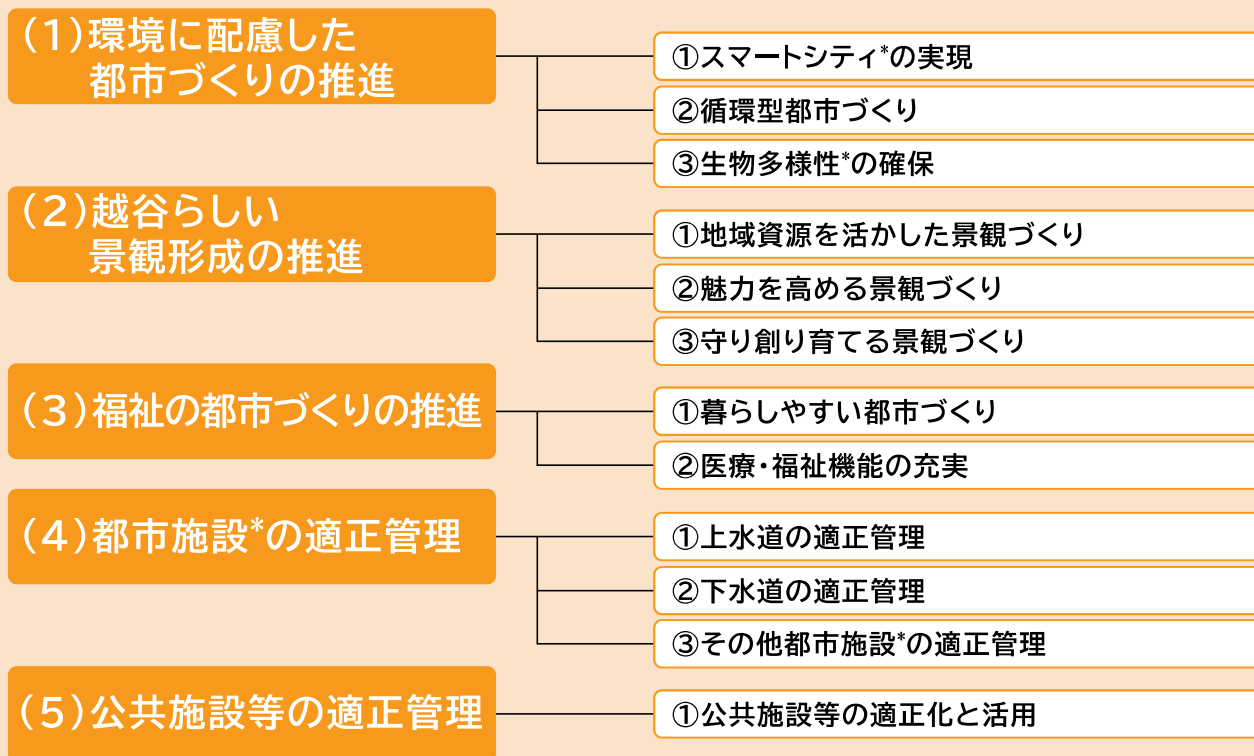 (1)環境に配慮した
都市づくりの推進
①スマートシティ*の実現
②循環型都市づくり
③生物多様性*の確保
(2)越谷らしい
景観形成の推進
①地域資源を活かした景観づくり
②魅力を高める景観づくり
③守り創り育てる景観づくり
(3)福祉の都市づくりの推進
①暮らしやすい都市づくり
②医療・福祉機能の充実
(4)都市施設*の適正管理
①上水道の適正管理
②下水道の適正管理
③その他都市施設*の適正管理
(5)公共施設等の適正管理
①公共施設等の適正化と活用